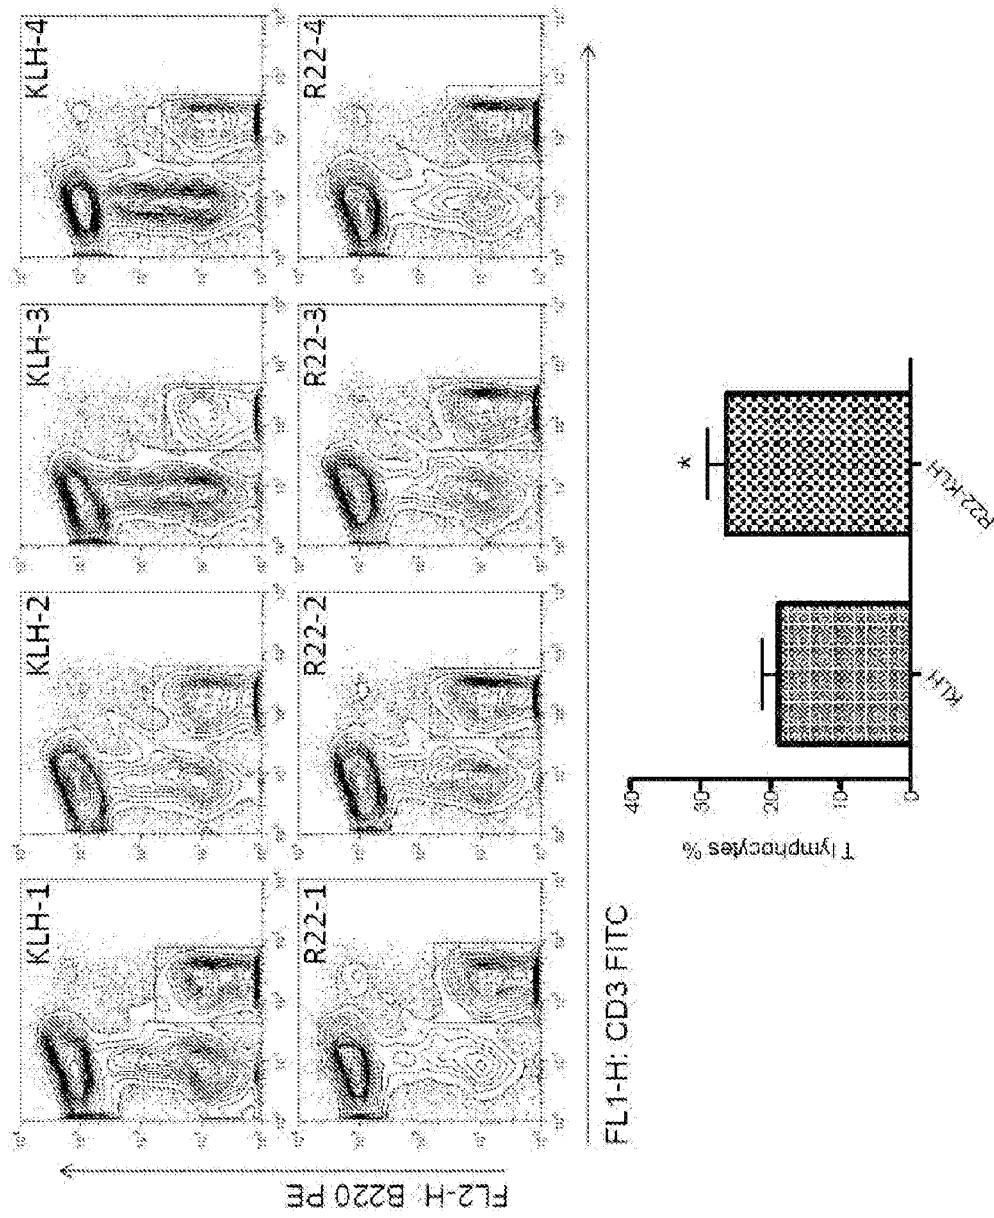 KLH-1
KLH-2
KLH-3
KLH-4
R22-1
R22-2
R22-3
R22-4
FL2-H: B220 PE
FL1-H: CD3 FITC
T lymphocytes %
40
30
20
10
0
*
KLH
R22-KLH